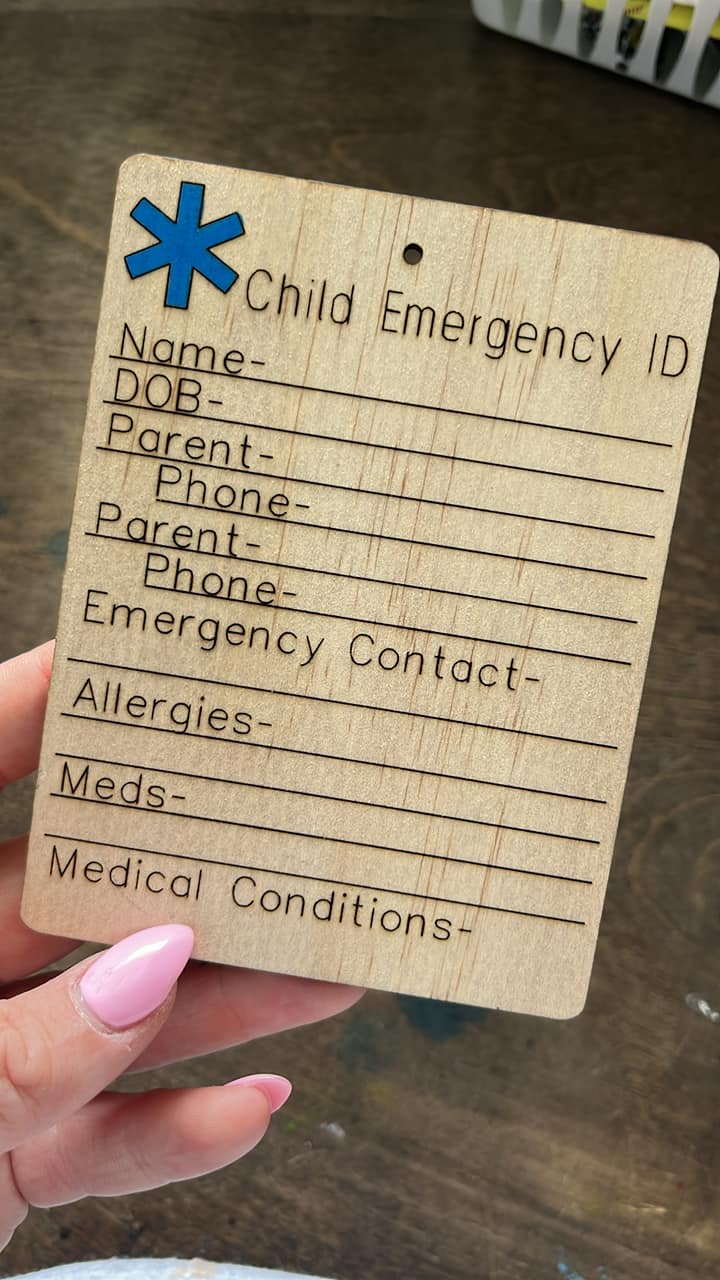 Child Emergency ID
Name-
DOB-
Parent-
Phone-
Parent-
Phone-
Emergency Contact-
Allergies-
Meds-
Medical Conditions-